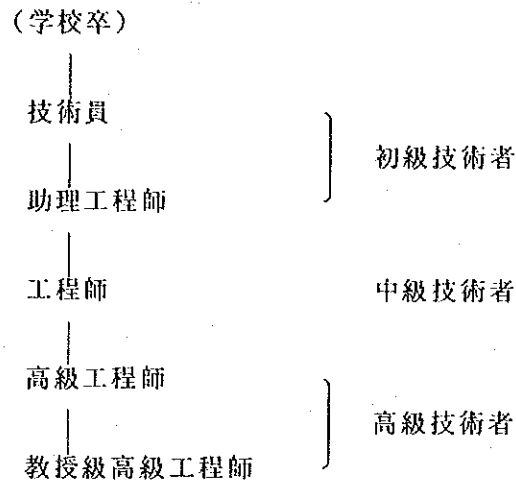 （学校卒）
技術員
初級技術者
助理工程師
工程師 中級技術者
高級工程師
高級技術者
教授級高級工程師